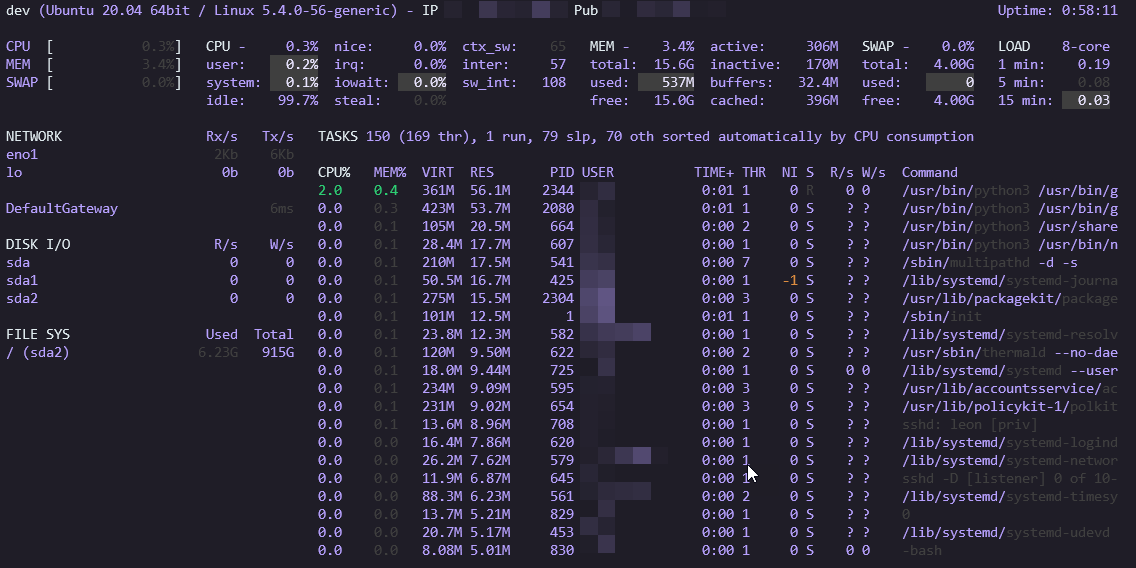 dev (Ubuntu 20.04 64bit / Linux 5.4.0-56-generic) - IP Pub Uptime: 0:58:11
CPU [ 0.3%] CPU - 0.3% nice: 0.0% ctx_sw: 65 MEM - 3.4% active: 306M SWAP - 0.0% LOAD 8-core
MEM [ 3.4%] user: 0.2% irq: 0.0% inter: 57 total: 15.6G inactive: 170M total: 4.00G 1 min: 0.19
SWAP [ 0.0%] system: 0.1% iowait: 0.0% sw_int: 108 used: 537M buffers: 32.4M used: 0 5 min: 0.08
idle: 99.7% steal: 0.0% free: 15.0G cached: 396M free: 4.00G 15 min: 0.03
NETWORK Rx/s Tx/s TASKS 150 (169 thr), 1 run, 79 slp, 70 oth sorted automatically by CPU consumption
eno1 2Kb 6Kb
lo 0b 0b CPU% MEM% VIRT RES PID USER TIME+ THR NI S R/s W/s Command
2.0 0.4 361M 56.1M 2344 0:01 1 0 R 0 0 /usr/bin/python3 /usr/bin/g
DefaultGateway 6ms 0.0 0.3 423M 53.7M 2080 0:01 1 0 S ? ? /usr/bin/python3 /usr/bin/g
0.0 0.1 105M 20.5M 664 0:00 2 0 S ? ? /usr/bin/python3 /usr/share
DISK I/O R/s W/s 0.0 0.1 28.4M 17.7M 607 0:00 1 0 S ? ? /usr/bin/python3 /usr/bin/n
sda 0 0 0.0 0.1 210M 17.5M 541 0:00 7 0 S ? ? /sbin/multipathd -d -s
sda1 0 0 0.0 0.1 50.5M 16.7M 425 0:00 1 -1 S ? ? /lib/systemd/systemd-journa
sda2 0 0 0.0 0.1 275M 15.5M 2304 0:00 3 0 S ? ? /usr/lib/packagekit/package
0.0 0.1 101M 12.5M 1 0:01 1 0 S ? ? /sbin/init
FILE SYS Used Total 0.0 0.1 23.8M 12.3M 582 0:00 1 0 S ? ? /lib/systemd/systemd-resolv
/ (sda2) 6.23G 915G 0.0 0.1 120M 9.50M 622 0:00 2 0 S ? ? /usr/sbin/thermald --no-dae
0.0 0.1 18.0M 9.44M 725 0:00 1 0 S 0 0 /lib/systemd/systemd --user
0.0 0.1 234M 9.09M 595 0:00 3 0 S ? ? /usr/lib/accountsservice/ac
0.0 0.1 231M 9.02M 654 0:00 3 0 S ? ? /usr/lib/policykit-1/polkit
0.0 0.1 13.6M 8.96M 708 0:00 1 0 S ? ? sshd: leon [priv]
0.0 0.0 16.4M 7.86M 620 0:00 1 0 S ? ? /lib/systemd/systemd-logind
0.0 0.0 26.2M 7.62M 579 0:00 1 0 S ? ? /lib/systemd/systemd-networ
0.0 0.0 11.9M 6.87M 645 0:00 1 0 S ? ? sshd -D [listener] 0 of 10-
0.0 0.0 88.3M 6.23M 561 0:00 2 0 S ? ? /lib/systemd/systemd-timesy
0.0 0.0 13.7M 5.21M 829 0:00 1 0 S ? ? 0
0.0 0.0 20.7M 5.17M 453 0:00 1 0 S ? ? /lib/systemd/systemd-udevd
0.0 0.0 8.08M 5.01M 830 0:00 1 0 S 0 0 -bash